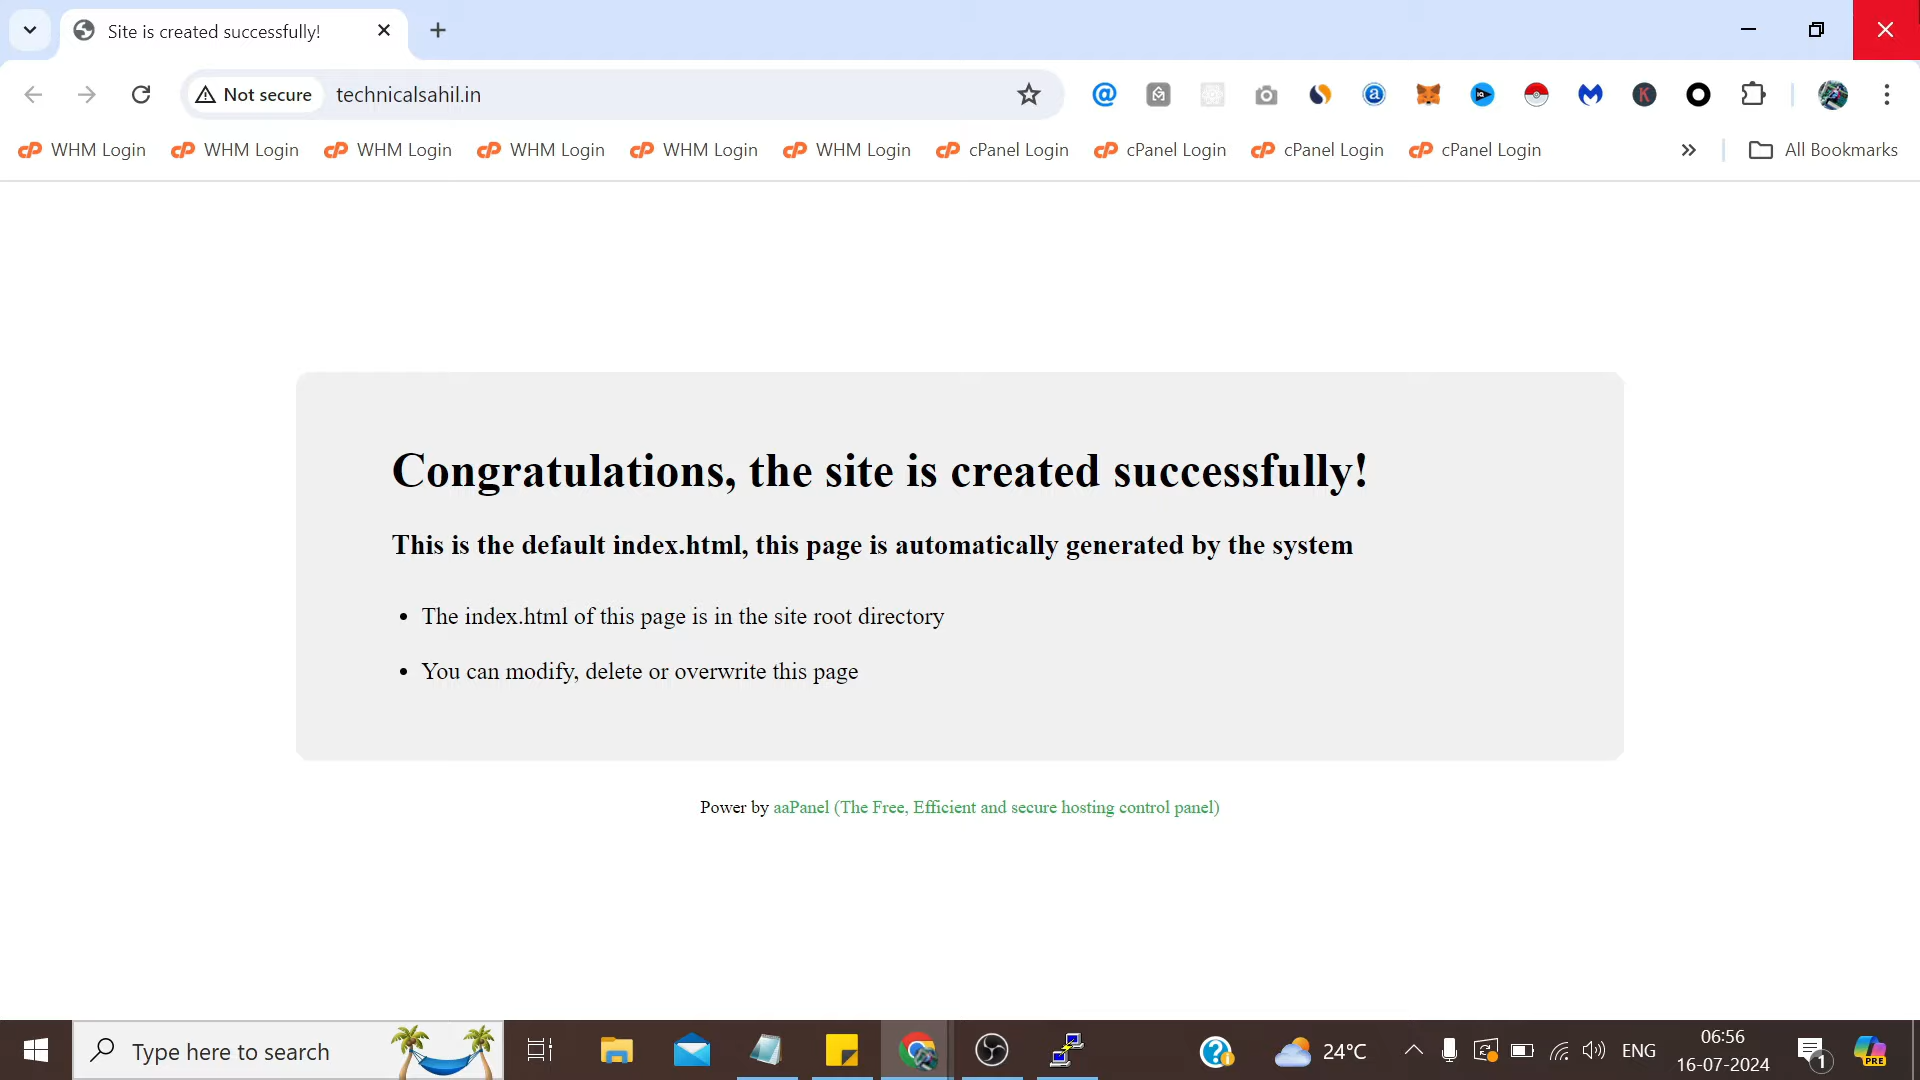 Site is created successfully!
Not secure technicalsahil.in
WHM Login WHM Login WHM Login WHM Login WHM Login WHM Login cPanel Login cPanel Login cPanel Login cPanel Login » All Bookmarks
Congratulations, the site is created successfully!
This is the default index.html, this page is automatically generated by the system
• The index.html of this page is in the site root directory
• You can modify, delete or overwrite this page
Power by aaPanel (The Free, Efficient and secure hosting control panel)
Type here to search
24°C
ENG
06:56
16-07-2024
1
PRE